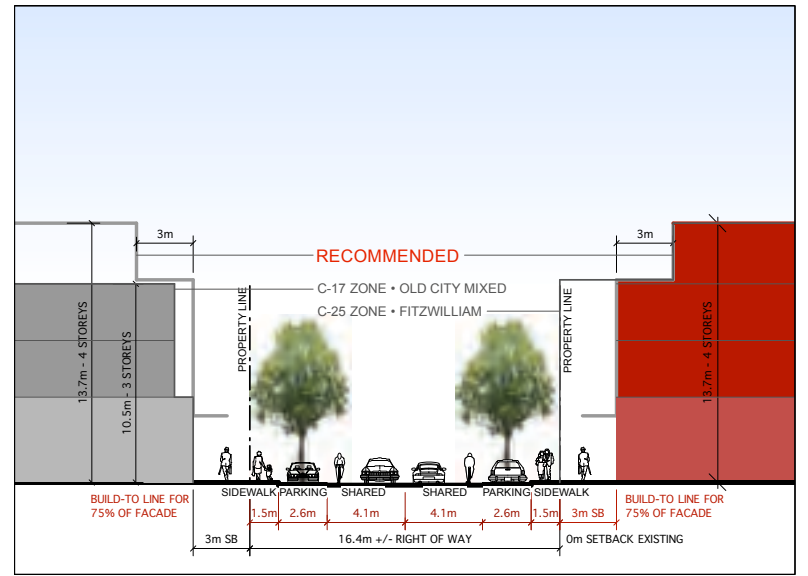 3m
3m
RECOMMENDED
C-17 ZONE • OLD CITY MIXED
C-25 ZONE • FITZWILLIAM
PROPERTY LINE
PROPERTY LINE
13.7m - 4 STOREYS
10.5m - 3 STOREYS
13.7m - 4 STOREYS
SIDEWALK PARKING SHARED SHARED PARKING SIDEWALK
BUILD-TO LINE FOR
75% OF FACADE
1.5m 2.6m 4.1m 4.1m 2.6m 1.5m 3m SB
BUILD-TO LINE FOR
75% OF FACADE
3m SB 16.4m +/- RIGHT OF WAY 0m SETBACK EXISTING